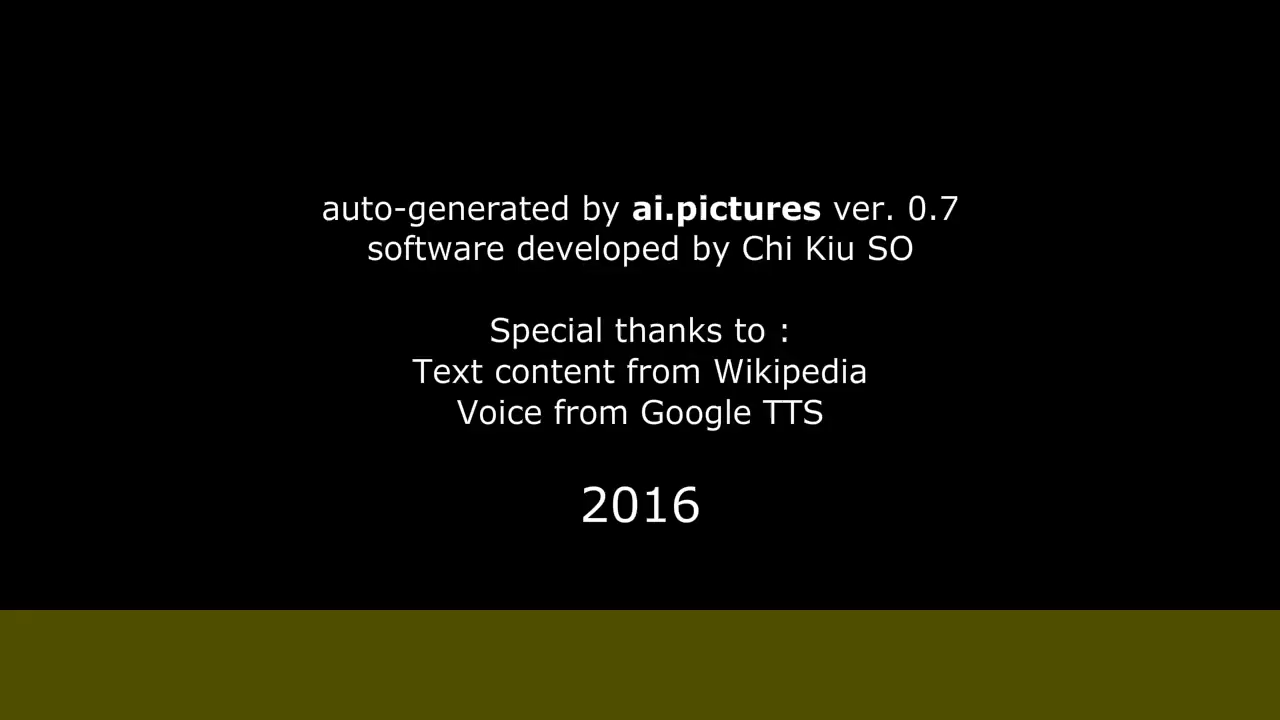 auto-generated by ai.pictures ver. 0.7
software developed by Chi Kiu SO
Special thanks to :
Text content from Wikipedia
Voice from Google TTS
2016